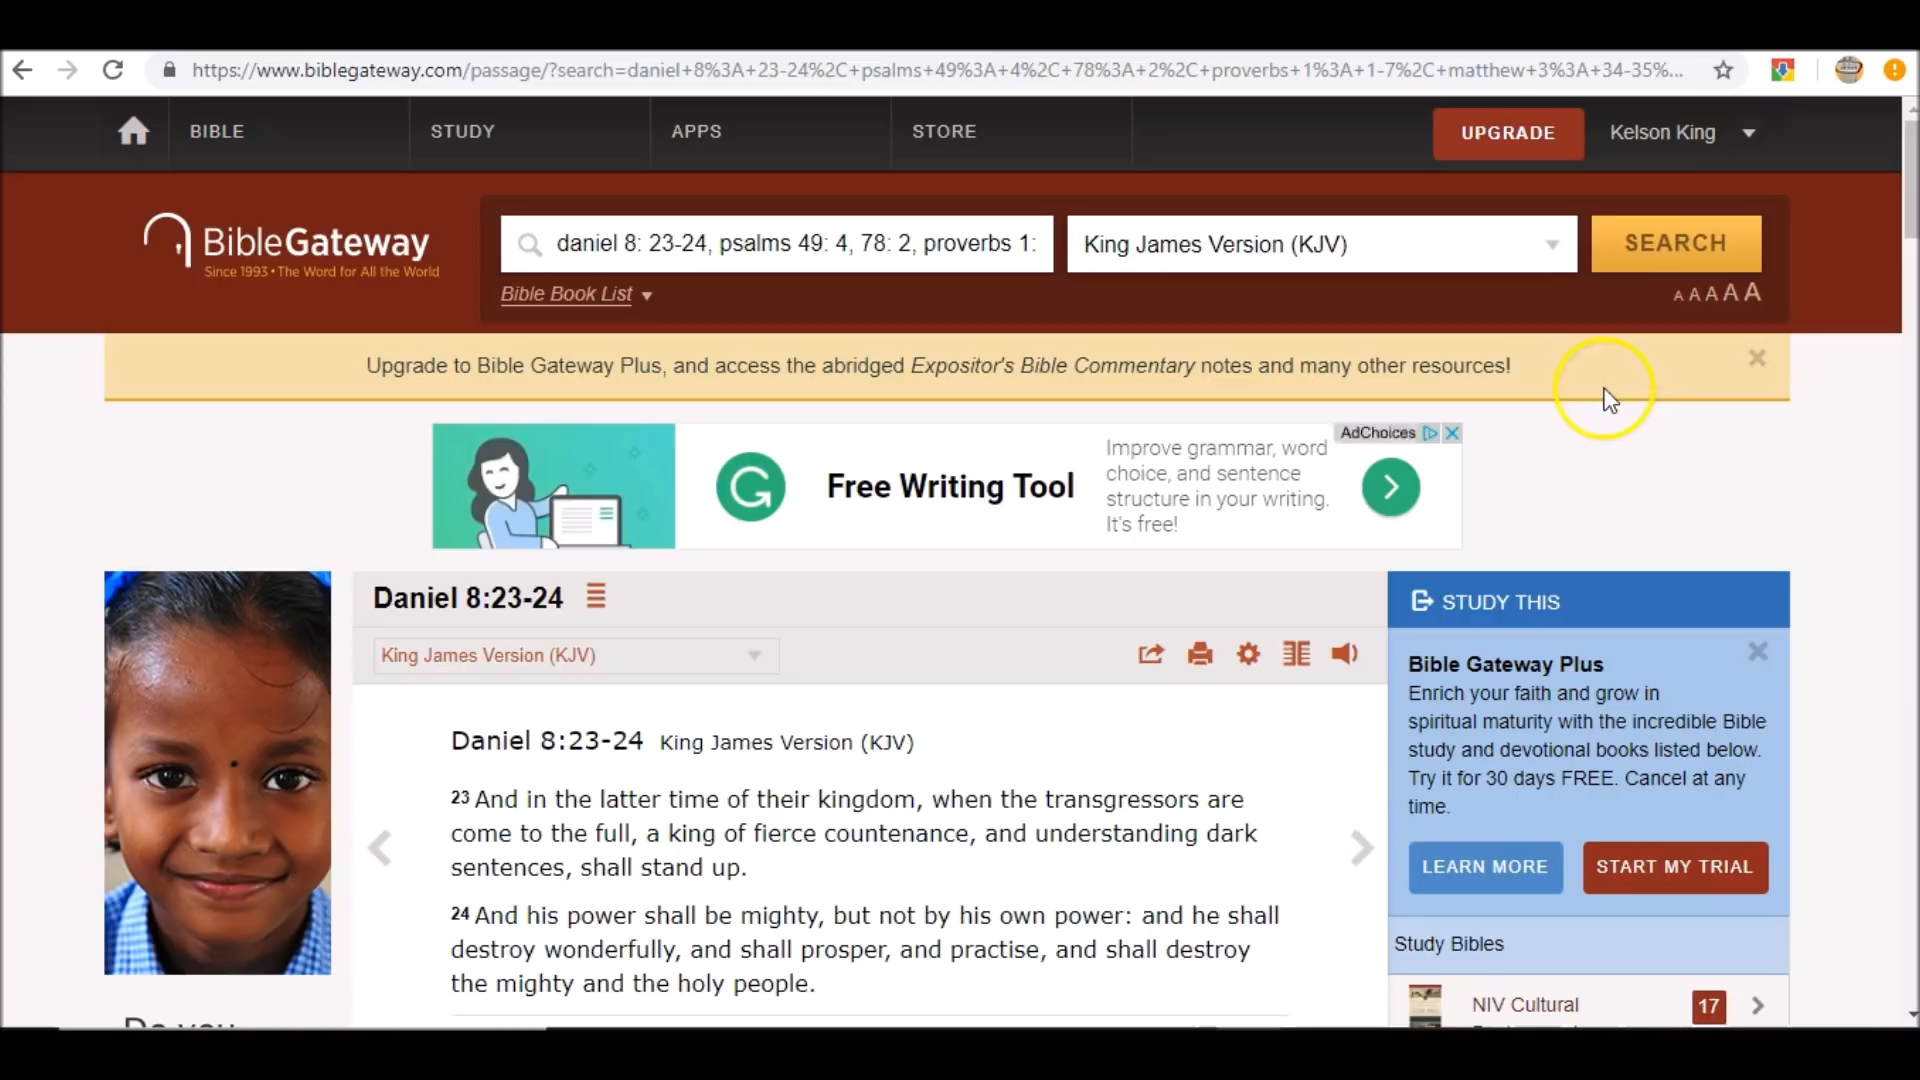 https://www.biblegateway.com/passage/?search=daniel+8%3A+23-24%2C+psalms+49%3A+4%2C+78%3A+2%2C+proverbs+1%3A+1-7%2C+matthew+3%3A+34-35%...
BIBLE STUDY APPS STORE UPGRADE Kelson King
BibleGateway
Since 1993 • The Word for All the World
daniel 8: 23-24, psalms 49: 4, 78: 2, proverbs 1:
King James Version (KJV)
SEARCH
Bible Book List
A A A A A
Upgrade to Bible Gateway Plus, and access the abridged Expositor's Bible Commentary notes and many other resources!
Free Writing Tool
Improve grammar, word
choice, and sentence
structure in your writing.
It's free!
AdChoices
Daniel 8:23-24
King James Version (KJV)
Daniel 8:23-24 King James Version (KJV)
23 And in the latter time of their kingdom, when the transgressors are
come to the full, a king of fierce countenance, and understanding dark
sentences, shall stand up.
24 And his power shall be mighty, but not by his own power: and he shall
destroy wonderfully, and shall prosper, and practise, and shall destroy
the mighty and the holy people.
STUDY THIS
Bible Gateway Plus
Enrich your faith and grow in
spiritual maturity with the incredible Bible
study and devotional books listed below.
Try it for 30 days FREE. Cancel at any
time.
LEARN MORE START MY TRIAL
Study Bibles
NIV Cultural
17